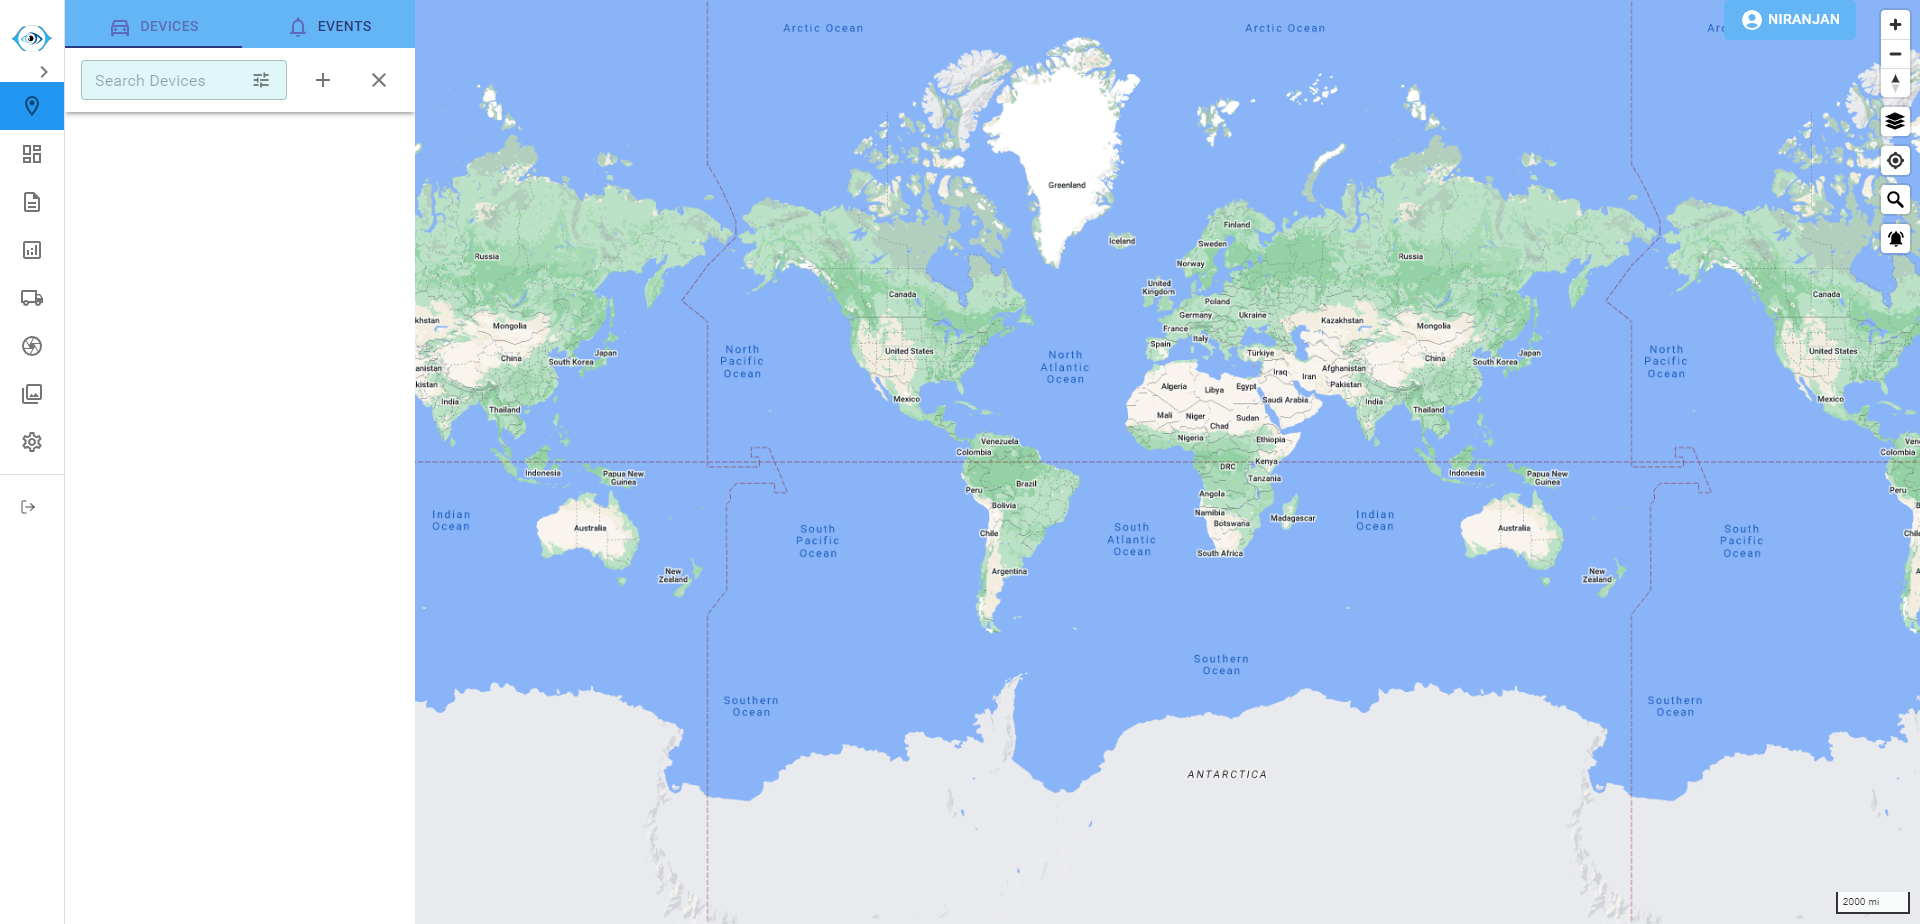 DEVICES
EVENTS
Search Devices
NIRANJAN
Arctic Ocean
Arctic Ocean
Greenland
Iceland
Finland
Sweden
Norway
Russia
Russia
United
Kingdom
Poland
Germany
Ukraine
France
Spain
Italy
Türkiye
Kazakhstan
Mongolia
Mongolia
China
China
South Korea
South Korea
Japan
Japan
khstan
anistan
kistan
India
India
Thailand
Thailand
Canada
Canada
United States
United States
Mexico
Mexico
North
Pacific
Ocean
North
Atlantic
Ocean
North
Pacific
Ocean
Algeria
Libya
Egypt
Iraq
Iran
Afghanistan
Pakistan
Saudi Arabia
Mali
Niger
Chad
Sudan
Nigeria
Ethiopia
DRC
Kenya
Tanzania
Angola
Namibia
Botswana
Madagascar
South Africa
Venezuela
Colombia
Peru
Brazil
Bolivia
Chile
Argentina
Ven
Colombia
Peru
Chile
Indonesia
Indonesia
Papua New
Guinea
Papua New
Guinea
Australia
Australia
New
Zealand
New
Zealand
Indian
Ocean
Indian
Ocean
South
Pacific
Ocean
South
Atlantic
Ocean
South
Pacific
Ocean
Southern
Ocean
Southern
Ocean
Southern
Ocean
ANTARCTICA
2000 mi